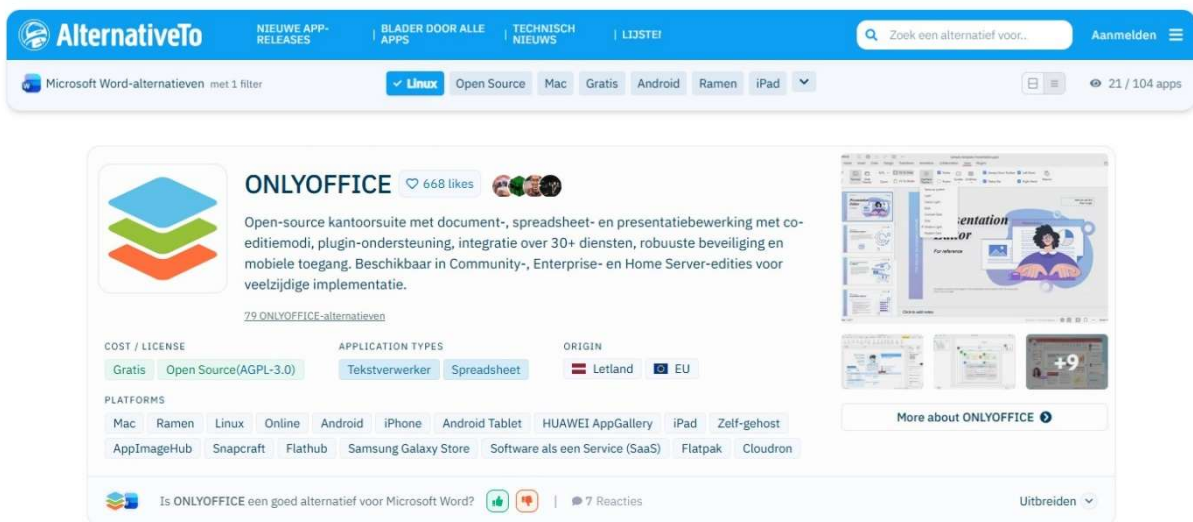 AlternativeTo
NIEUWE APP-
RELEASES
BLADER DOOR ALLE
APPS
TECHNISCH
NIEUWS
LIJSTEI
Zoek een alternatief voor..
Aanmelden
Microsoft Word-alternatieven met 1 filter
Linux Open Source Mac Gratis Android Ramen iPad
21 / 104 apps
ONLYOFFICE 668 likes
Open-source kantoorsuite met document-, spreadsheet- en presentatiebewerking met co-
editiemodi, plugin-ondersteuning, integratie over 30+ diensten, robuuste beveiliging en
mobiele toegang. Beschikbaar in Community-, Enterprise- en Home Server-edities voor
veelzijdige implementatie.
79 ONLYOFFICE-alternatieven
COST / LICENSE
Gratis Open Source(AGPL-3.0)
APPLICATION TYPES
Tekstverwerker Spreadsheet
ORIGIN
Letland EU
PLATFORMS
Mac Ramen Linux Online Android iPhone Android Tablet HUAWEI AppGallery iPad Zelf-gehost
AppImageHub Snapcraft Flathub Samsung Galaxy Store Software als een Service (SaaS) Flatpak Cloudron
+9
More about ONLYOFFICE
Is ONLYOFFICE een goed alternatief voor Microsoft Word? | 7 Reacties
Uitbreiden